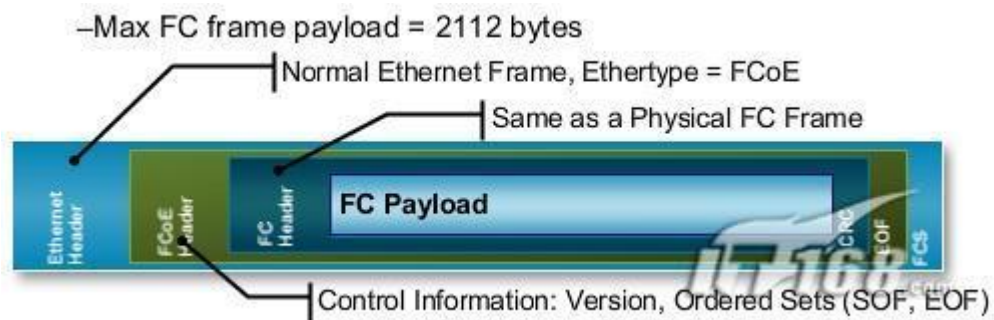 –Max FC frame payload = 2112 bytes
Normal Ethernet Frame, Ethertype = FCoE
Same as a Physical FC Frame
Ethernet
Header
FCoE
Header
FC
Header
FC Payload
CRC
EOF
FCS
IT168.com
Control Information: Version, Ordered Sets (SOF, EOF)